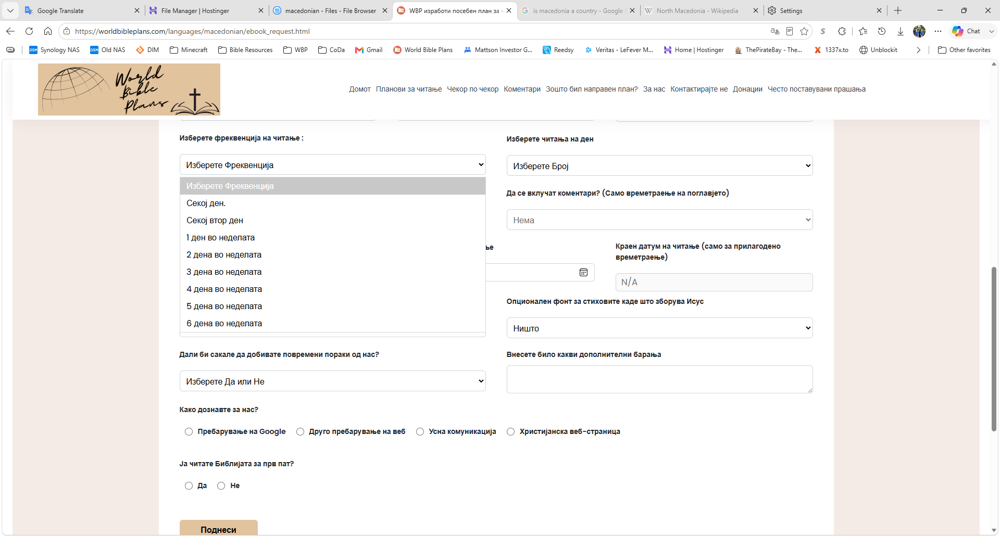 Google Translate
File Manager | Hostinger
macedonian - Files - File Browser
WBP изработи посебен план за
is macedonia a country - Google
North Macedonia - Wikipedia
Settings
https://worldbibleplans.com/languages/macedonian/ebook_request.html
Chat
Synology NAS
Old NAS
DIM
Minecraft
Bible Resources
WBP
CoDa
Gmail
World Bible Plans
Mattson Investor G...
Reedsy
Veritas - LeFever M...
Home | Hostinger
ThePirateBay - The...
1337x.to
Unblockit
Other favorites
World
Bible
Plans
Домот Планови за читање Чекор по чекор Коментари Зошто бил направен план? За нас Контактирајте не Донации Често поставувани прашања
Изберете фреквенција на читање :
Изберете Фреквенција
Изберете Фреквенција
Секој ден.
Секој втор ден
1 ден во неделата
2 дена во неделата
3 дена во неделата
4 дена во неделата
5 дена во неделата
6 дена во неделата
Изберете читања на ден
Изберете Број
Да се вклучат коментари? (Само времетраење на поглавјето)
Нема
ње
Краен датум на читање (само за прилагодено
времетраење)
N/A
Опционален фонт за стиховите каде што зборува Исус
Ништо
Дали би сакале да добивате повремени пораки од нас?
Изберете Да или Не
Внесете било какви дополнителни барања
Како дознавте за нас?
Пребарување на Google
Друго пребарување на веб
Усна комуникација
Христијанска веб-страница
Ја читате Библијата за прв пат?
Да
Не
Поднеси